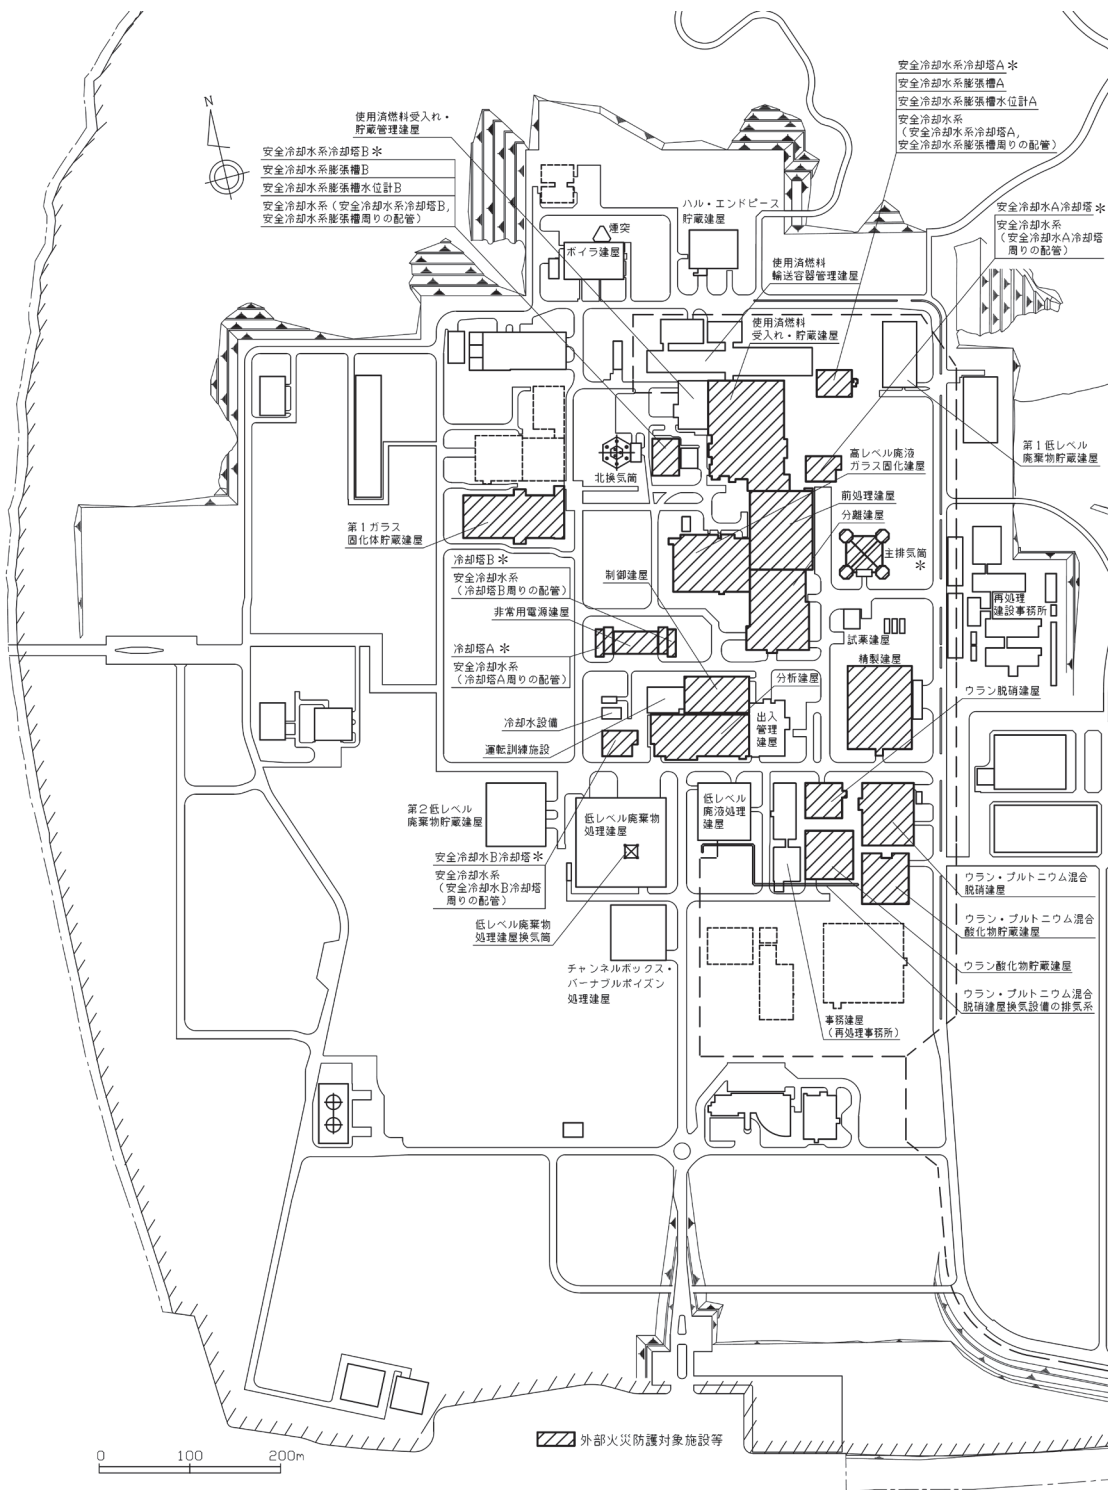 安全冷却水系冷却塔A＊
安全冷却水系膨張槽A
安全冷却水系膨張槽水位計A
安全冷却水系
（安全冷却水系冷却塔A,
安全冷却水系膨張槽周りの配管）
N
使用済燃料受入れ・
貯蔵管理建屋
安全冷却水系冷却塔B＊
安全冷却水系膨張槽B
安全冷却水系膨張槽水位計B
安全冷却水系（安全冷却水系冷却塔B,
安全冷却水系膨張槽周りの配管）
ハル・エンドピース
貯蔵建屋
安全冷却水A冷却塔＊
安全冷却水系
（安全冷却水A冷却塔
周りの配管）
煙突
ボイラ建屋
使用済燃料
輸送容器管理建屋
使用済燃料
受入れ・貯蔵建屋
第１低レベル
廃棄物貯蔵建屋
高レベル廃液
ガラス固化建屋
北換気筒
前処理建屋
分離建屋
第１ガラス
固化体貯蔵建屋
主排気筒
＊
冷却塔B＊
安全冷却水系
（冷却塔B周りの配管）
制御建屋
非常用電源建屋
再処理
建設事務所
試薬建屋
冷却塔A ＊
安全冷却水系
（冷却塔A周りの配管）
精製建屋
分析建屋
ウラン脱硝建屋
冷却水設備
出入
管理
建屋
運転訓練施設
第２低レベル
廃棄物貯蔵建屋
低レベル廃棄物
処理建屋
低レベル
廃液処理
建屋
安全冷却水B冷却塔＊
安全冷却水系
（安全冷却水B冷却塔
周りの配管）
ウラン・プルトニウム混合
脱硝建屋
低レベル廃棄物
処理建屋換気筒
ウラン・プルトニウム混合
酸化物貯蔵建屋
チャンネルボックス・
バーナブルポイズン
処理建屋
ウラン酸化物貯蔵建屋
ウラン・プルトニウム混合
脱硝建屋換気設備の排気系
事務建屋
（再処理事務所）
外部火災防護対象施設等
0 100 200m